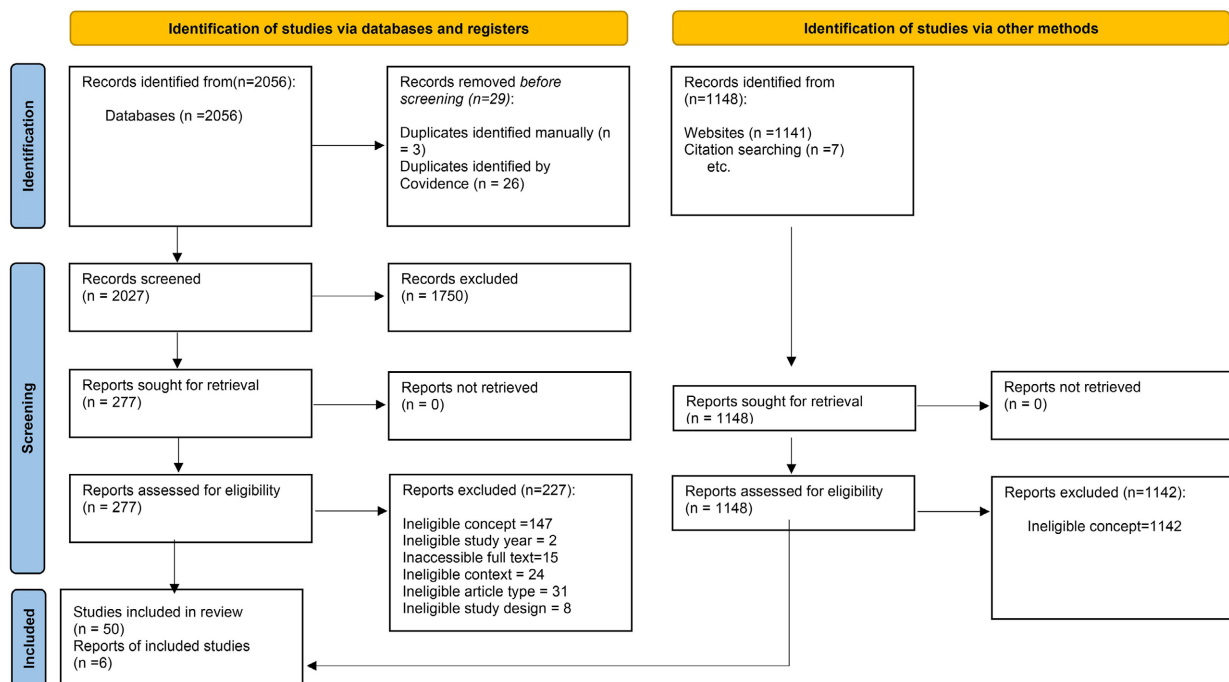 Identification of studies via databases and registers
Identification of studies via other methods
Identification
Records identified from(n=2056):
Databases (n =2056)
Records removed before
screening (n=29):
Duplicates identified manually (n
= 3)
Duplicates identified by
Covidence (n = 26)
Records identified from
(n=1148):
Websites (n =1141)
Citation searching (n =7)
etc.
Screening
Records screened
(n = 2027)
Records excluded
(n = 1750)
Reports sought for retrieval
(n = 277)
Reports not retrieved
(n = 0)
Reports sought for retrieval
(n = 1148)
Reports not retrieved
(n = 0)
Reports assessed for eligibility
(n = 277)
Reports excluded (n=227):
Ineligible concept =147
Ineligible study year = 2
Inaccessible full text=15
Ineligible context = 24
Ineligible article type = 31
Ineligible study design = 8
Reports assessed for eligibility
(n = 1148)
Reports excluded (n=1142):
Ineligible concept=1142
Included
Studies included in review
(n = 50)
Reports of included studies
(n =6)